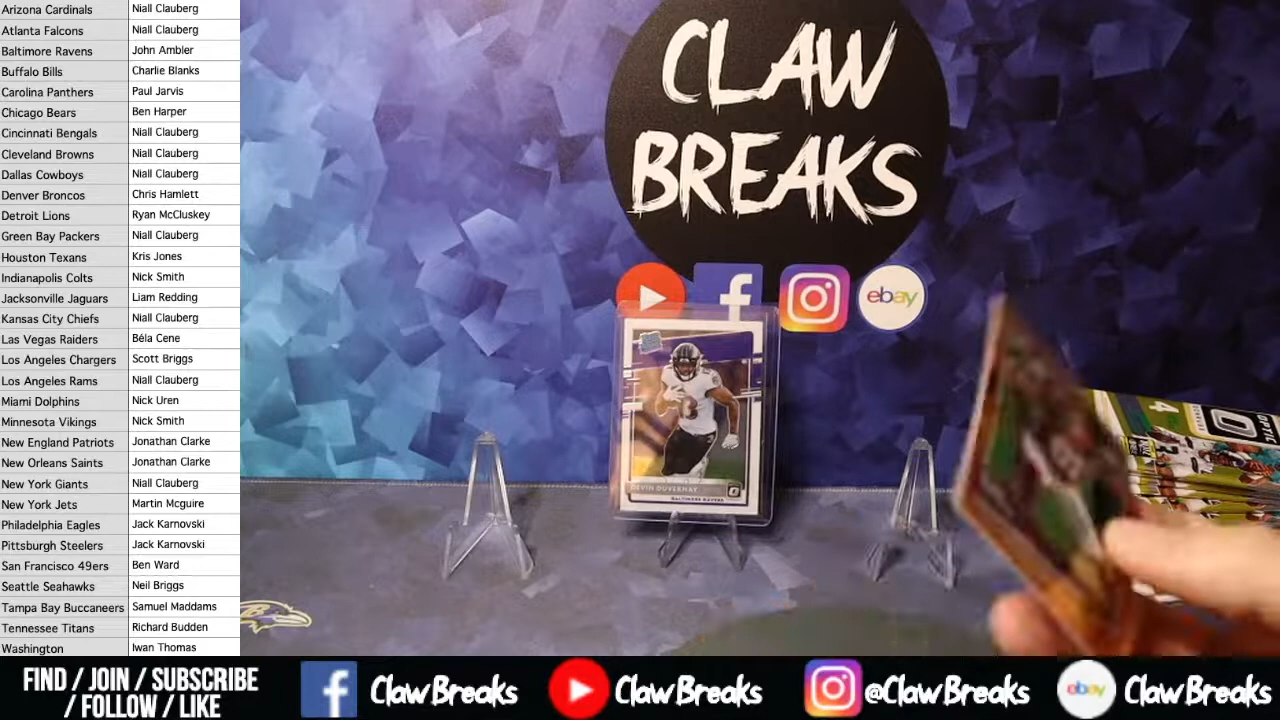 Arizona Cardinals Niall Clauberg
Atlanta Falcons Niall Clauberg
Baltimore Ravens John Ambler
Buffalo Bills Charlie Blanks
Carolina Panthers Paul Jarvis
Chicago Bears Ben Harper
Cincinnati Bengals Niall Clauberg
Cleveland Browns Niall Clauberg
Dallas Cowboys Niall Clauberg
Denver Broncos Chris Hamlett
Detroit Lions Ryan McCluskey
Green Bay Packers Niall Clauberg
Houston Texans Kris Jones
Indianapolis Colts Nick Smith
Jacksonville Jaguars Liam Redding
Kansas City Chiefs Niall Clauberg
Las Vegas Raiders Béla Cene
Los Angeles Chargers Scott Briggs
Los Angeles Rams Niall Clauberg
Miami Dolphins Nick Uren
Minnesota Vikings Nick Smith
New England Patriots Jonathan Clarke
New Orleans Saints Jonathan Clarke
New York Giants Niall Clauberg
New York Jets Martin Mcguire
Philadelphia Eagles Jack Karnovski
Pittsburgh Steelers Jack Karnovski
San Francisco 49ers Ben Ward
Seattle Seahawks Neil Briggs
Tampa Bay Buccaneers Samuel Maddams
Tennessee Titans Richard Budden
Washington Iwan Thomas
CLAW
BREAKS
ebay
DEVIN DUVERNAY
BALTIMORE RAVENS
4
OPTIC
FIND / JOIN / SUBSCRIBE
/ FOLLOW / LIKE
ClawBreaks
ClawBreaks
@ClawBreaks
ebay
ClawBreaks